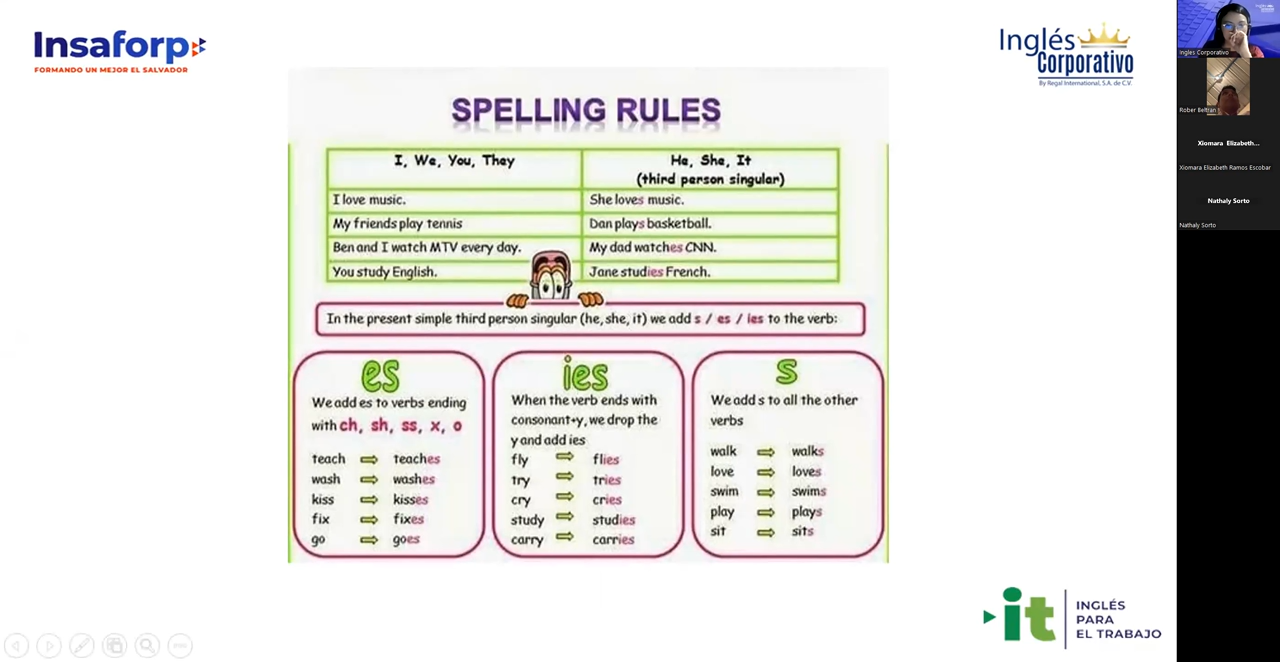 Insaforp
FORMANDO UN MEJOR EL SALVADOR
Inglés
Corporativo
By Regal International, S.A. de C.V.
SPELLING RULES
I, We, You, They
He, She, It
(third person singular)
I love music.
She loves music.
My friends play tennis
Dan plays basketball.
Ben and I watch MTV every day.
My dad watches CNN.
You study English.
Jane studies French.
In the present simple third person singular (he, she, it) we add s / es / ies to the verb:
es
We add es to verbs ending
with ch, sh, ss, x, o
teach teaches
wash washes
kiss kisses
fix fixes
go goes
ies
When the verb ends with
consonant+y, we drop the
y and add ies
fly flies
try tries
cry cries
study studies
carry carries
s
We add s to all the other
verbs
walk walks
love loves
swim swims
play plays
sit sits
it
INGLÉS
PARA
EL TRABAJO
Inglés Corporativo
Rober Beltran
Xiomara Elizabeth...
Xiomara Elizabeth Ramos Escobar
Nathaly Sorto
Nathaly Sorto